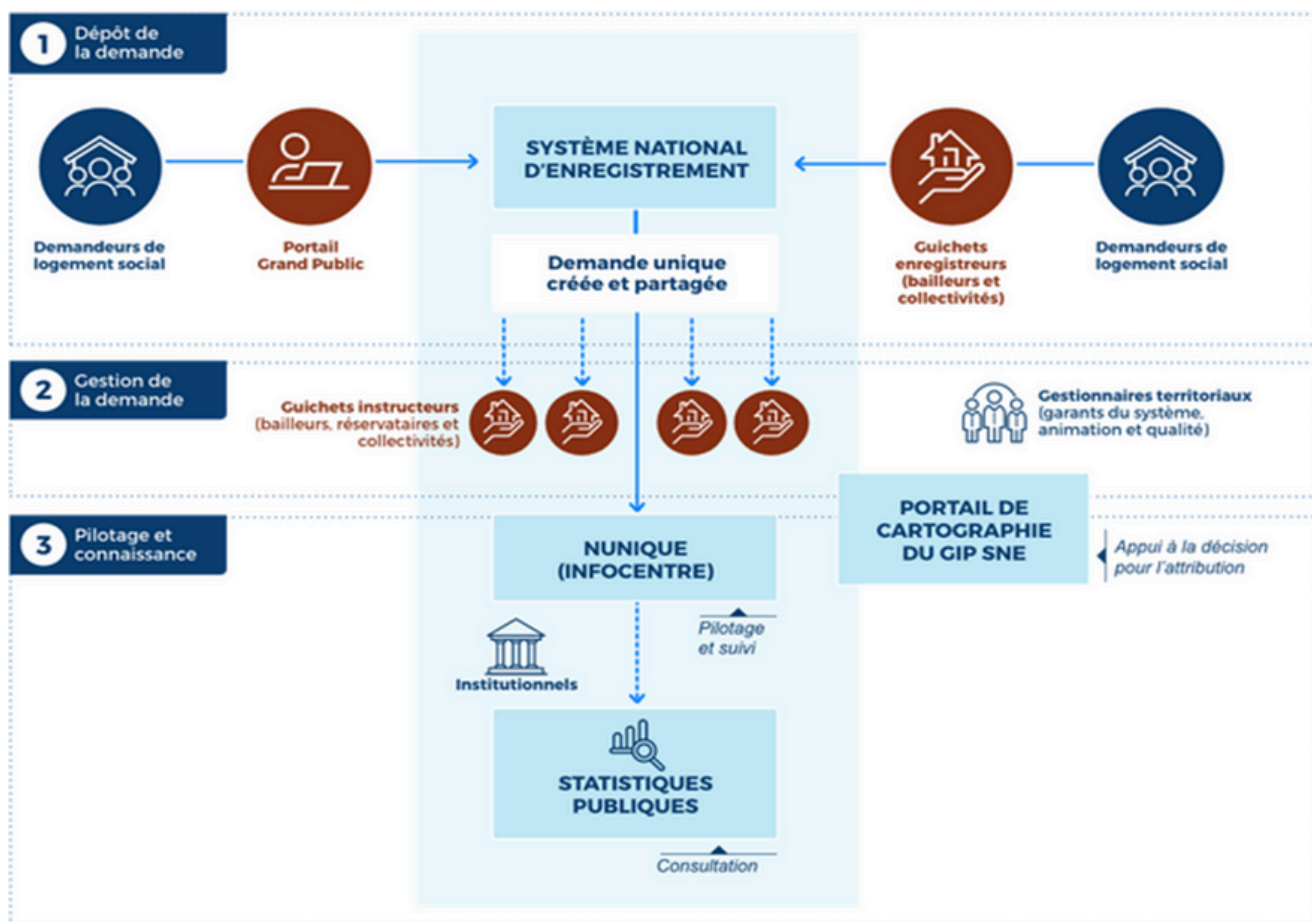 1
Dépôt de
la demande
Demandeurs de
logement social
Portail
Grand Public
SYSTÈME NATIONAL
D'ENREGISTREMENT
Guichets
enregistreurs
(bailleurs et
collectivités)
Demandeurs de
logement social
Demande unique
créée et partagée
2
Gestion de
la demande
Guichets instructeurs
(bailleurs, réservataires et
collectivités)
Gestionnaires territoriaux
(garants du système,
animation et qualité)
3
Pilotage et
connaissance
NUNIQUE
(INFOCENTRE)
PORTAIL DE
CARTOGRAPHIE
DU GIP SNE
Appui à la décision
pour l'attribution
Pilotage
et suivi
Institutionnels
STATISTIQUES
PUBLIQUES
Consultation